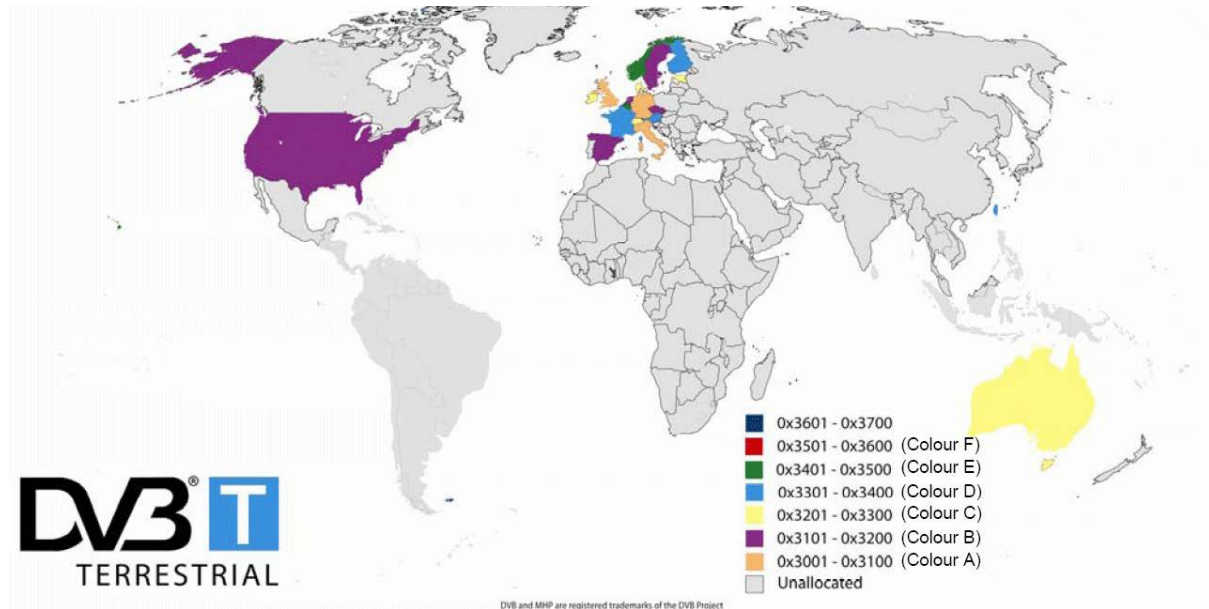 0x3601 - 0x3700
0x3501 - 0x3600 (Colour F)
0x3401 - 0x3500 (Colour E)
0x3301 - 0x3400 (Colour D)
0x3201 - 0x3300 (Colour C)
0x3101 - 0x3200 (Colour B)
0x3001 - 0x3100 (Colour A)
Unallocated
DVB® T
TERRESTRIAL
DVB and MHP are registered trademarks of the DVB Project